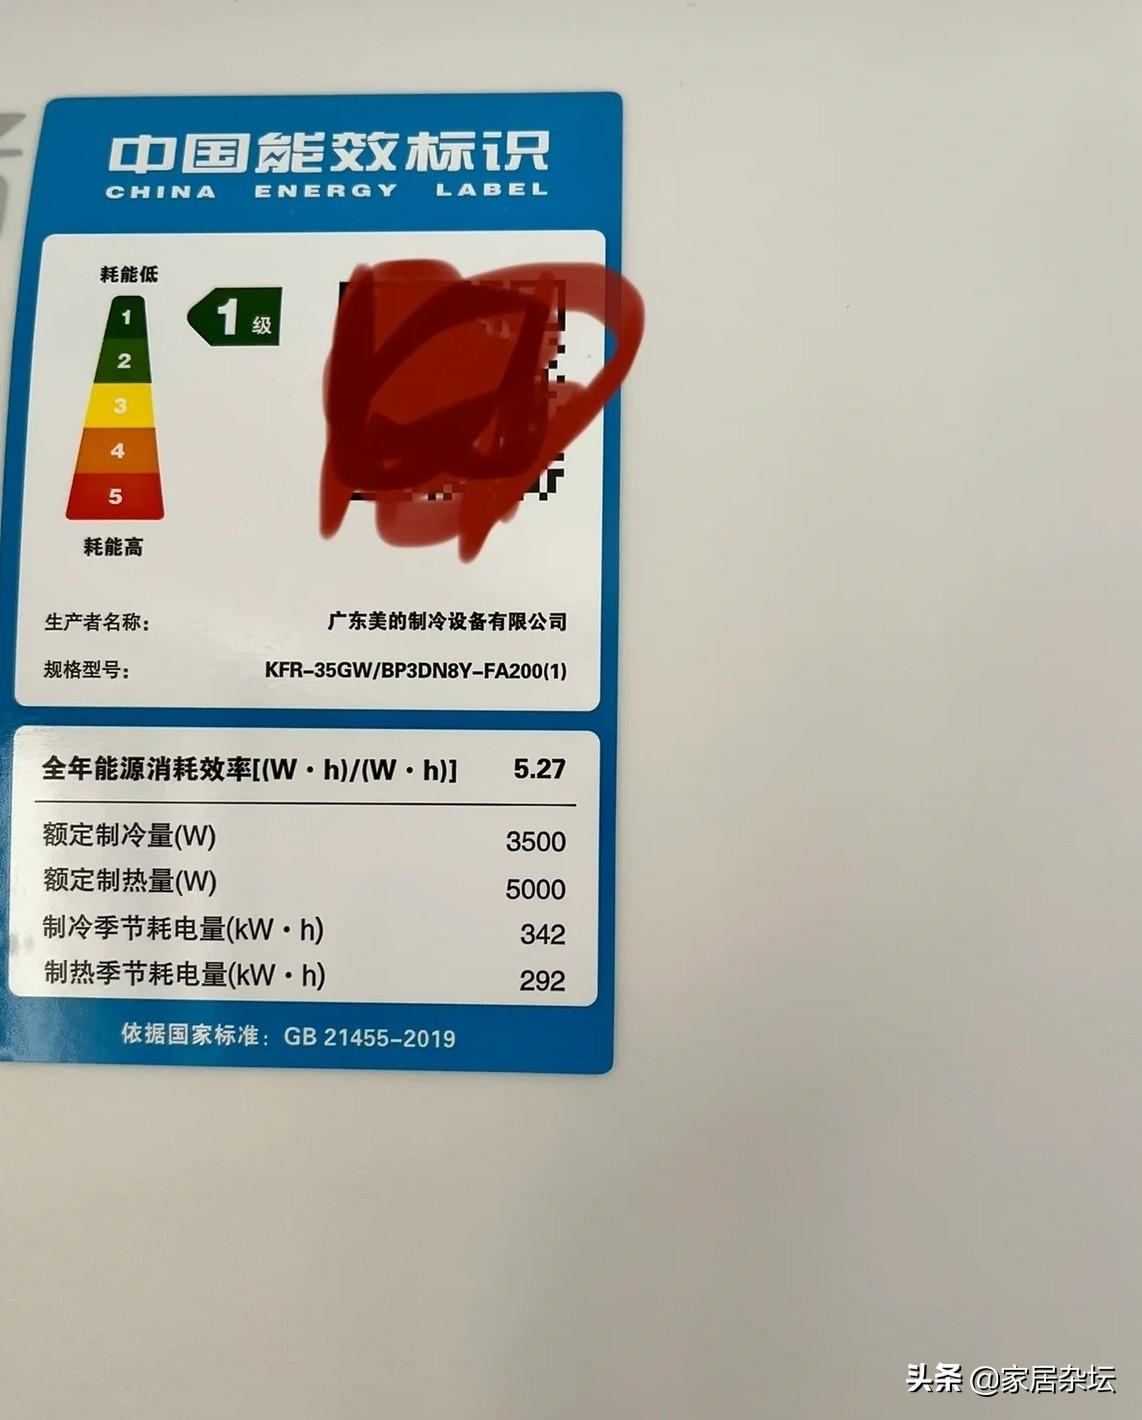 中国能效标识
CHINA ENERGY LABEL
耗能低
1
2
3
4
5
耗能高
1级
生产者名称: 广东美的制冷设备有限公司
规格型号: KFR-35GW/BP3DN8Y-FA200(1)
全年能源消耗效率[(W·h)/(W·h)] 5.27
额定制冷量(W) 3500
额定制热量(W) 5000
制冷季节耗电量(kW·h) 342
制热季节耗电量(kW·h) 292
依据国家标准: GB 21455-2019
头条 @家居杂坛